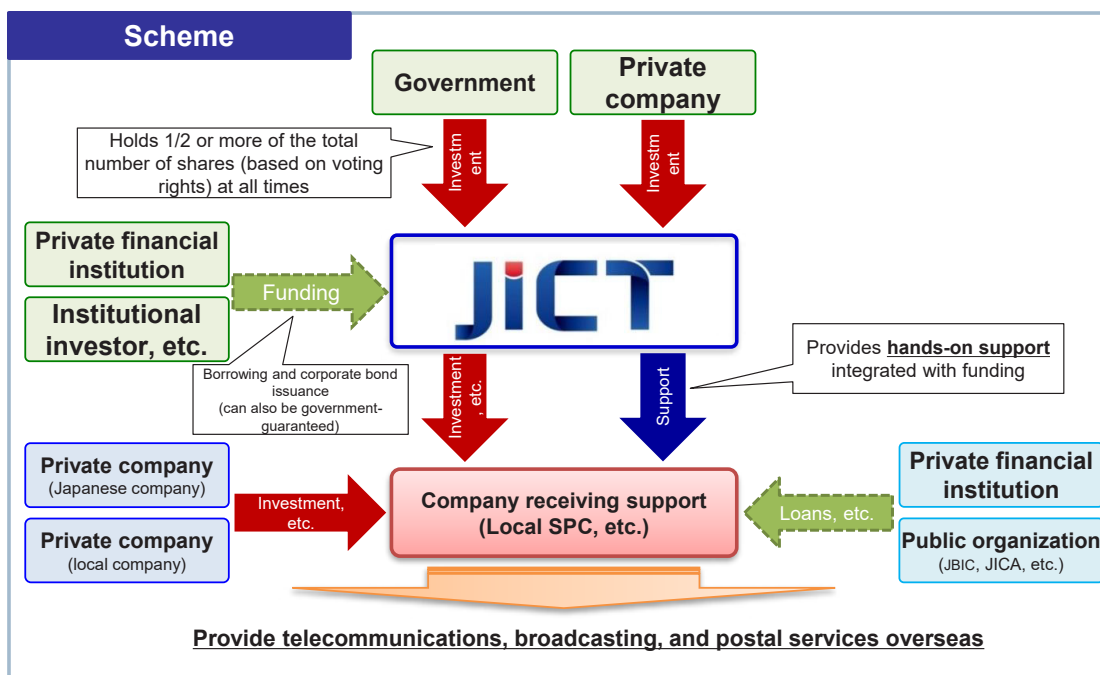 Scheme
Government
Private
company
Holds 1/2 or more of the total
number of shares (based on voting
rights) at all times
Investm
ent
Investm
ent
Private financial
institution
Institutional
investor, etc.
Funding
JiCT
Borrowing and corporate bond
issuance
(can also be government-
guaranteed)
Investment
, etc.
Support
Provides hands-on support
integrated with funding
Private company
(Japanese company)
Private company
(local company)
Investment,
etc.
Company receiving support
(Local SPC, etc.)
Loans, etc.
Private financial
institution
Public organization
(JBIC, JICA, etc.)
Provide telecommunications, broadcasting, and postal services overseas